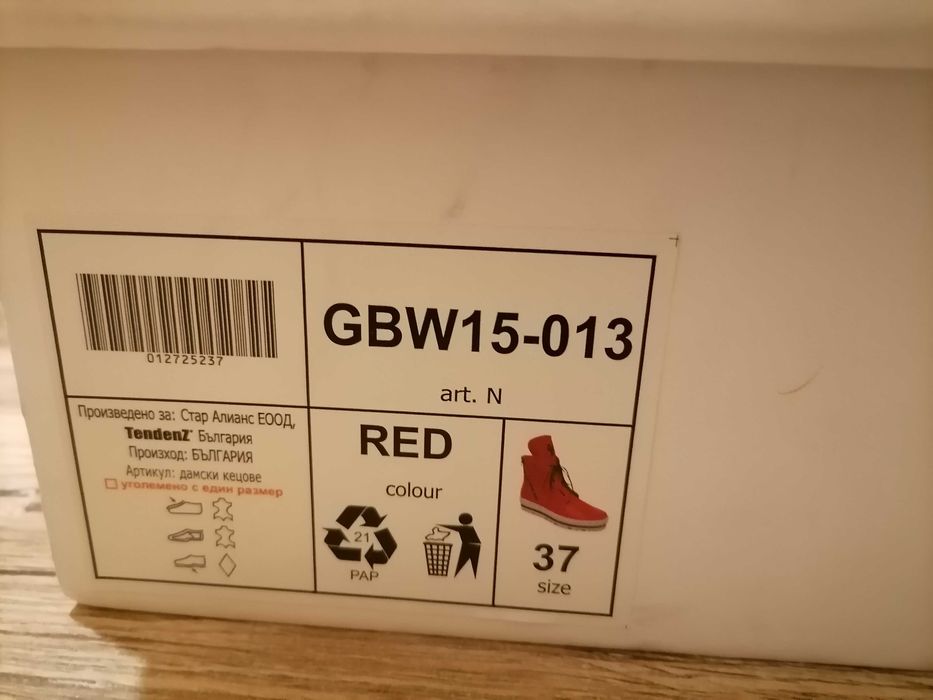 012725237
GBW15-013
art. N
Произведено за: Стар Алианс ЕООД,
TendenZ® България
Произход: БЪЛГАРИЯ
Артикул: дамски кецове
уголемено с един размер
RED
colour
21
PAP
37
size